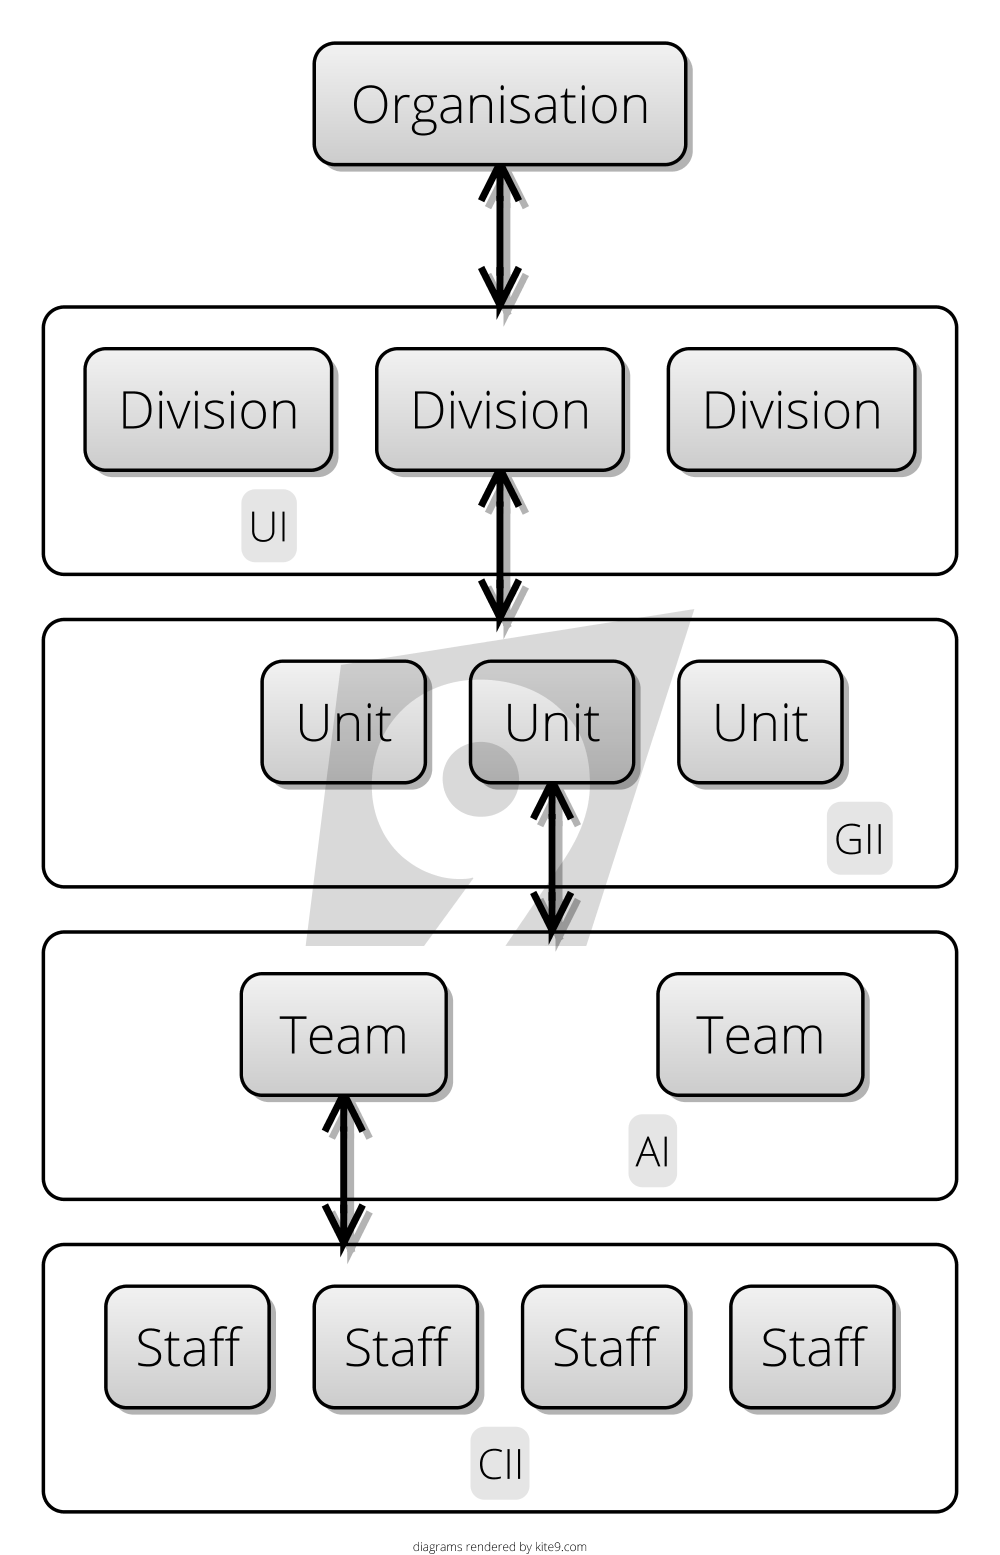 Organisation
Division Division Division
UI
Unit Unit Unit
GII
Team Team
AI
Staff Staff Staff Staff
CII
diagrams rendered by kite9.com